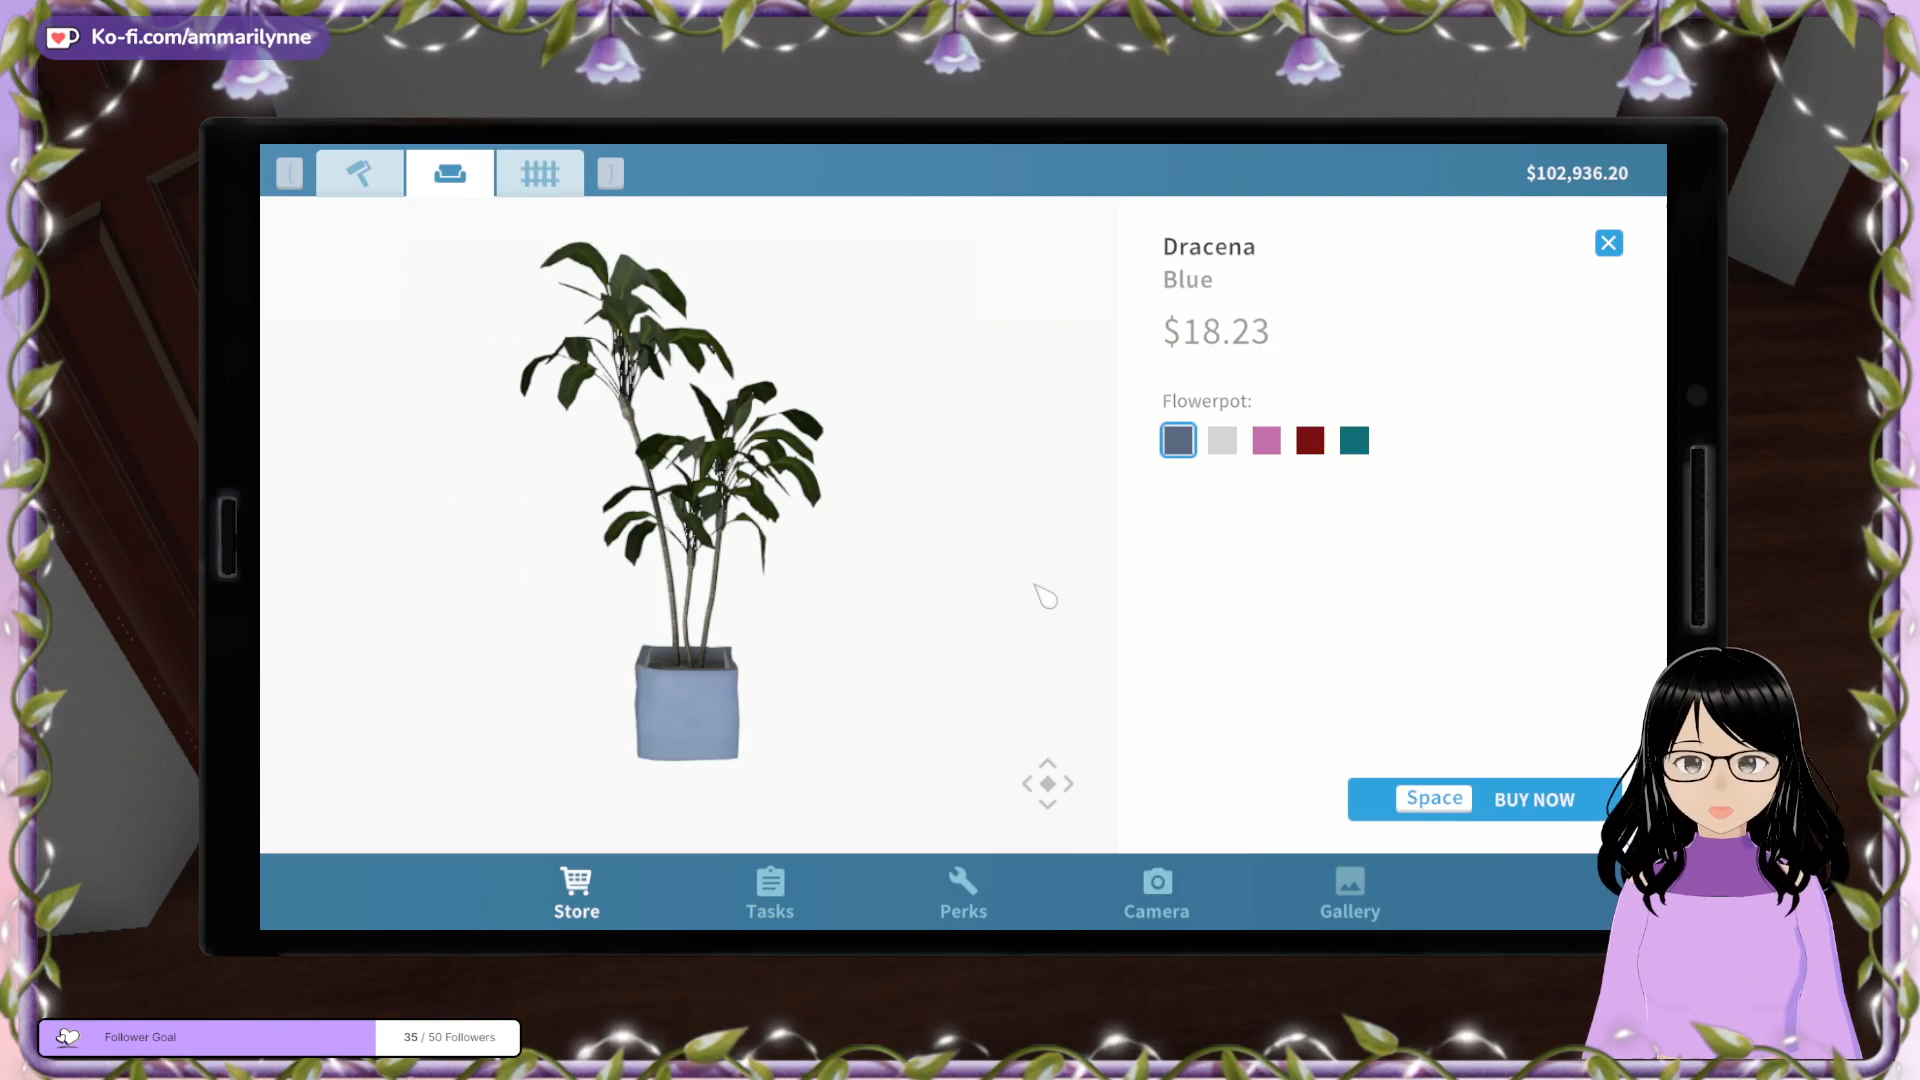 Ko-fi.com/ammarilynne
$102,936.20
Dracena
Blue
$18.23
Flowerpot:
Space BUY NOW
Store
Tasks
Perks
Camera
Gallery
Follower Goal
35 / 50 Followers